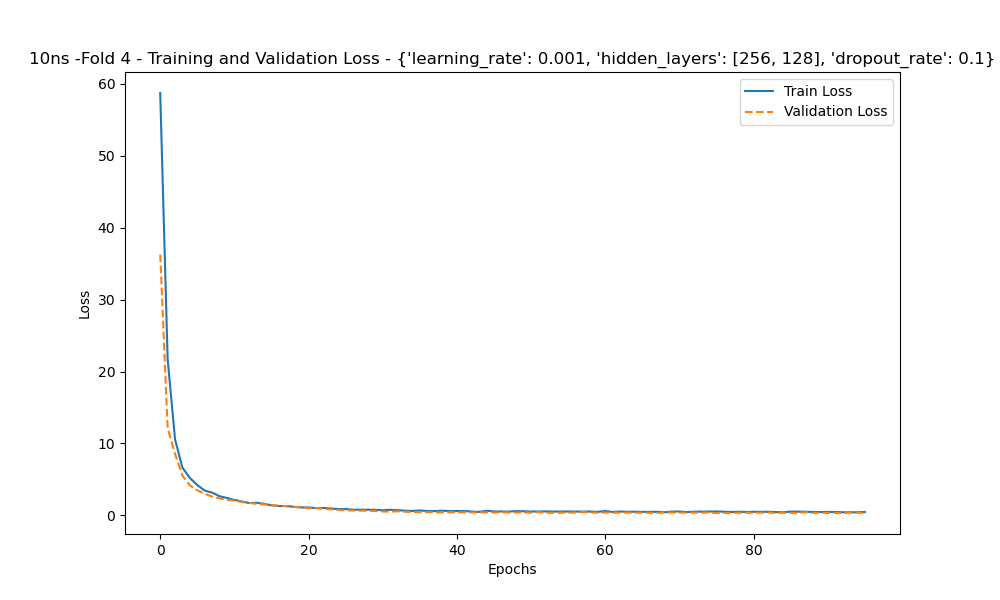 10ns -Fold 4 - Training and Validation Loss - {'learning_rate': 0.001, 'hidden_layers': [256, 128], 'dropout_rate': 0.1}
Train Loss
Validation Loss
60
50
40
30
20
10
0
Loss
0 20 40 60 80
Epochs